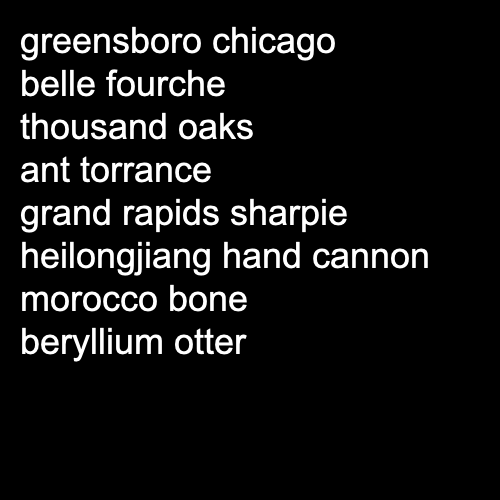 greensboro chicago
belle fourche
thousand oaks
ant torrance
grand rapids sharpie
heilongjiang hand cannon
morocco bone
beryllium otter